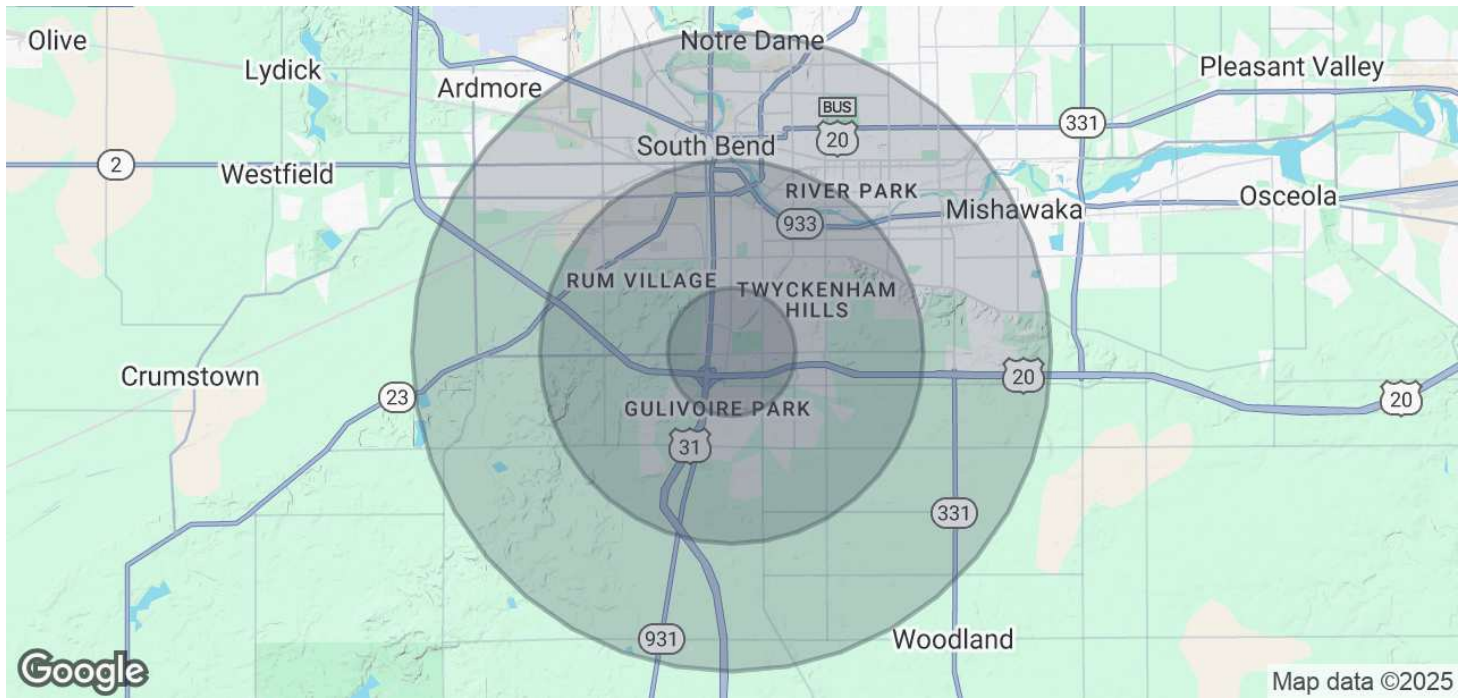 Olive
Notre Dame
Lydick
Pleasant Valley
Ardmore
BUS
20
331
South Bend
2
Westfield
RIVER PARK
Osceola
Mishawaka
933
RUM VILLAGE
TWYCKENHAM
HILLS
Crumstown
20
23
20
GULIVOIRE PARK
31
331
931
Woodland
Google
Map data ©2025